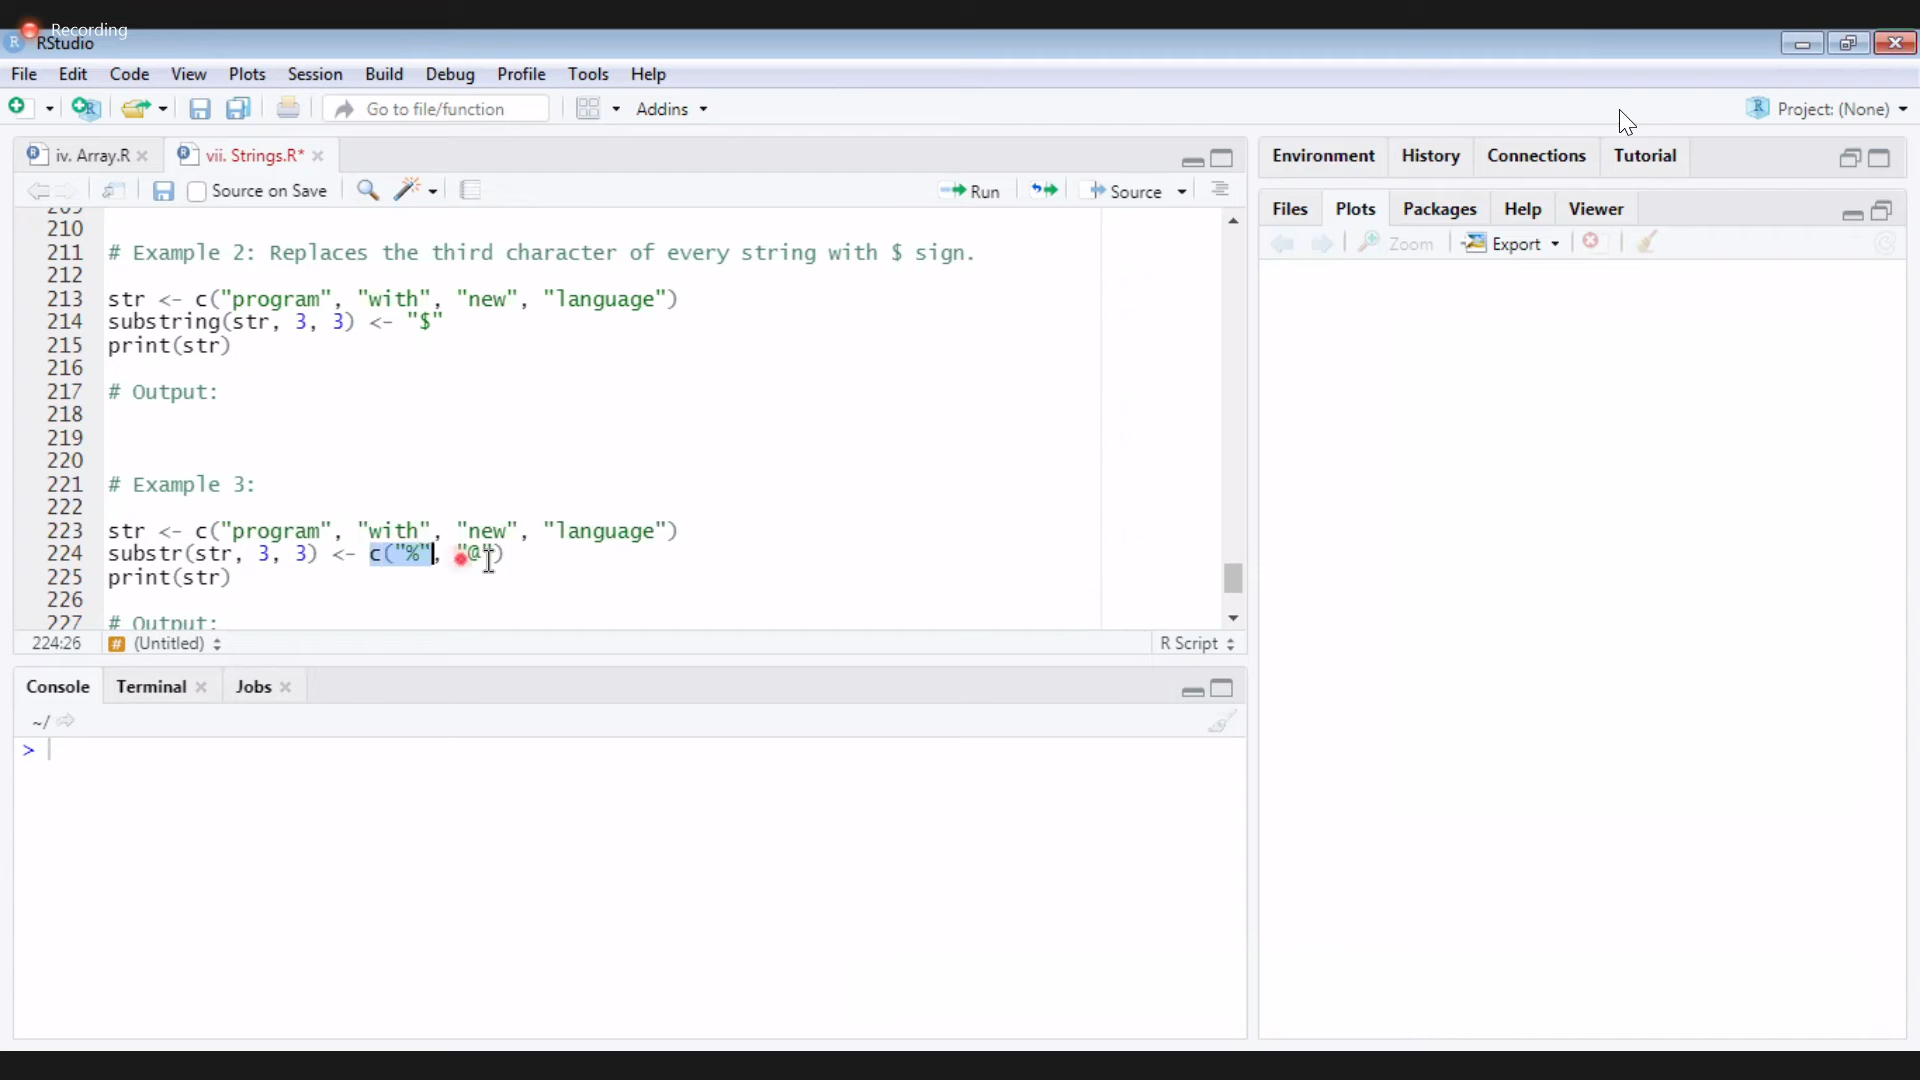 Recording
RStudio
File Edit Code View Plots Session Build Debug Profile Tools Help
Go to file/function Addins Project: (None)
iv. Array.R vii. Strings.R*
Source on Save Run Source
209
210
211 # Example 2: Replaces the third character of every string with $ sign.
212
213 str <- c("program", "with", "new", "language")
214 substring(str, 3, 3) <- "$"
215 print(str)
216
217 # Output:
218
219
220
221 # Example 3:
222
223 str <- c("program", "with", "new", "language")
224 substr(str, 3, 3) <- c("%", "@")
225 print(str)
226
227 # Output:
224:26 # (Untitled) R Script
Console Terminal Jobs
~/
>
Environment History Connections Tutorial
Files Plots Packages Help Viewer
Zoom Export